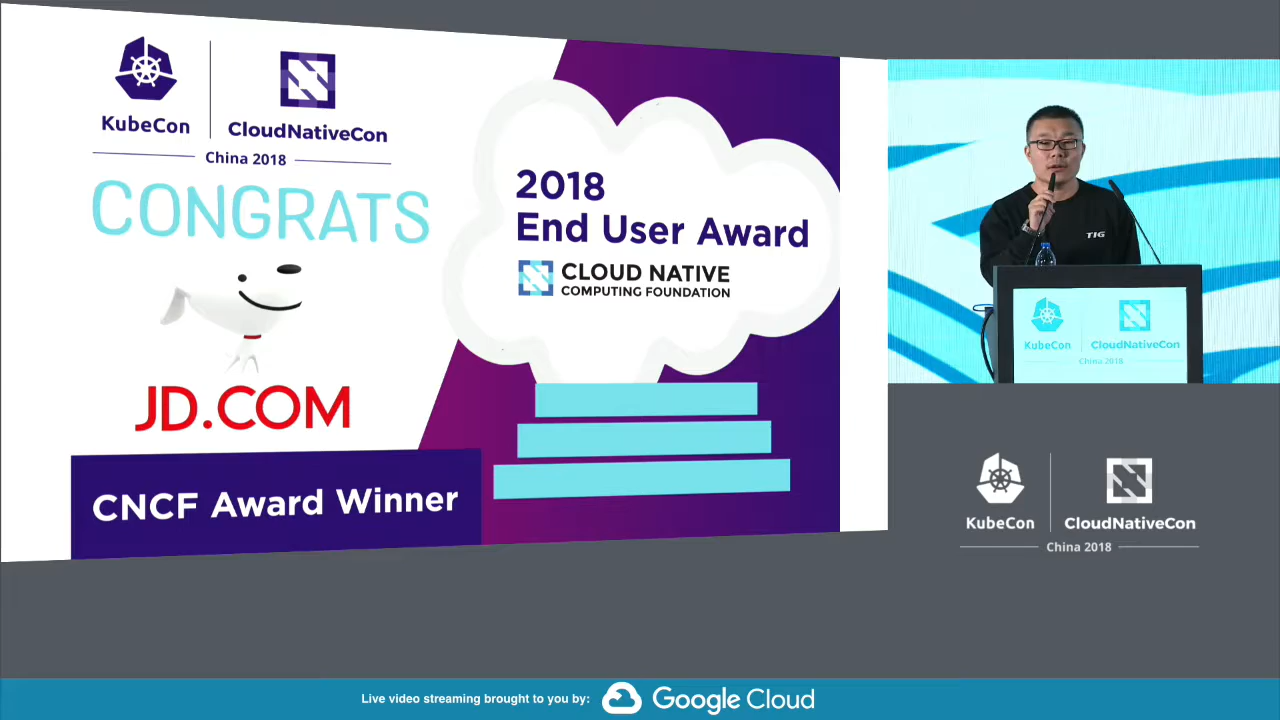 KubeCon
CloudNativeCon
China 2018
CONGRATS
JD.COM
CNCF Award Winner
2018
End User Award
CLOUD NATIVE
COMPUTING FOUNDATION
TIG
KubeCon
CloudNativeCon
China 2018
KubeCon
CloudNativeCon
China 2018
Live video streaming brought to you by:
Google Cloud